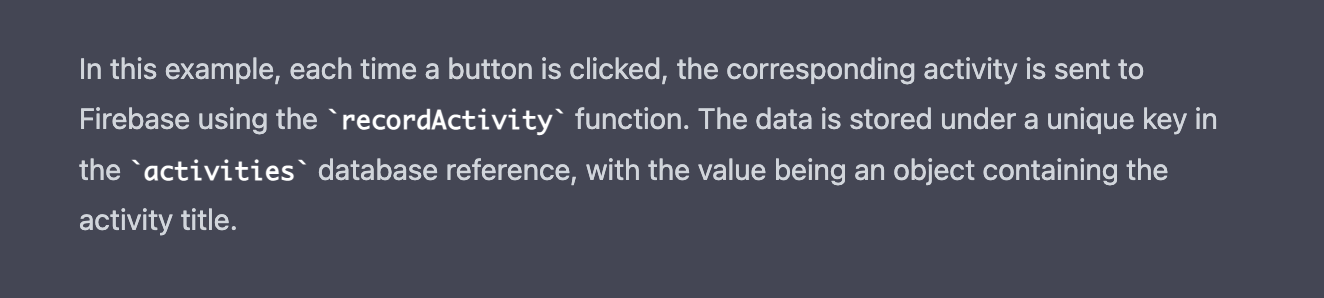 In this example, each time a button is clicked, the corresponding activity is sent to
Firebase using the `recordActivity` function. The data is stored under a unique key in
the `activities` database reference, with the value being an object containing the
activity title.